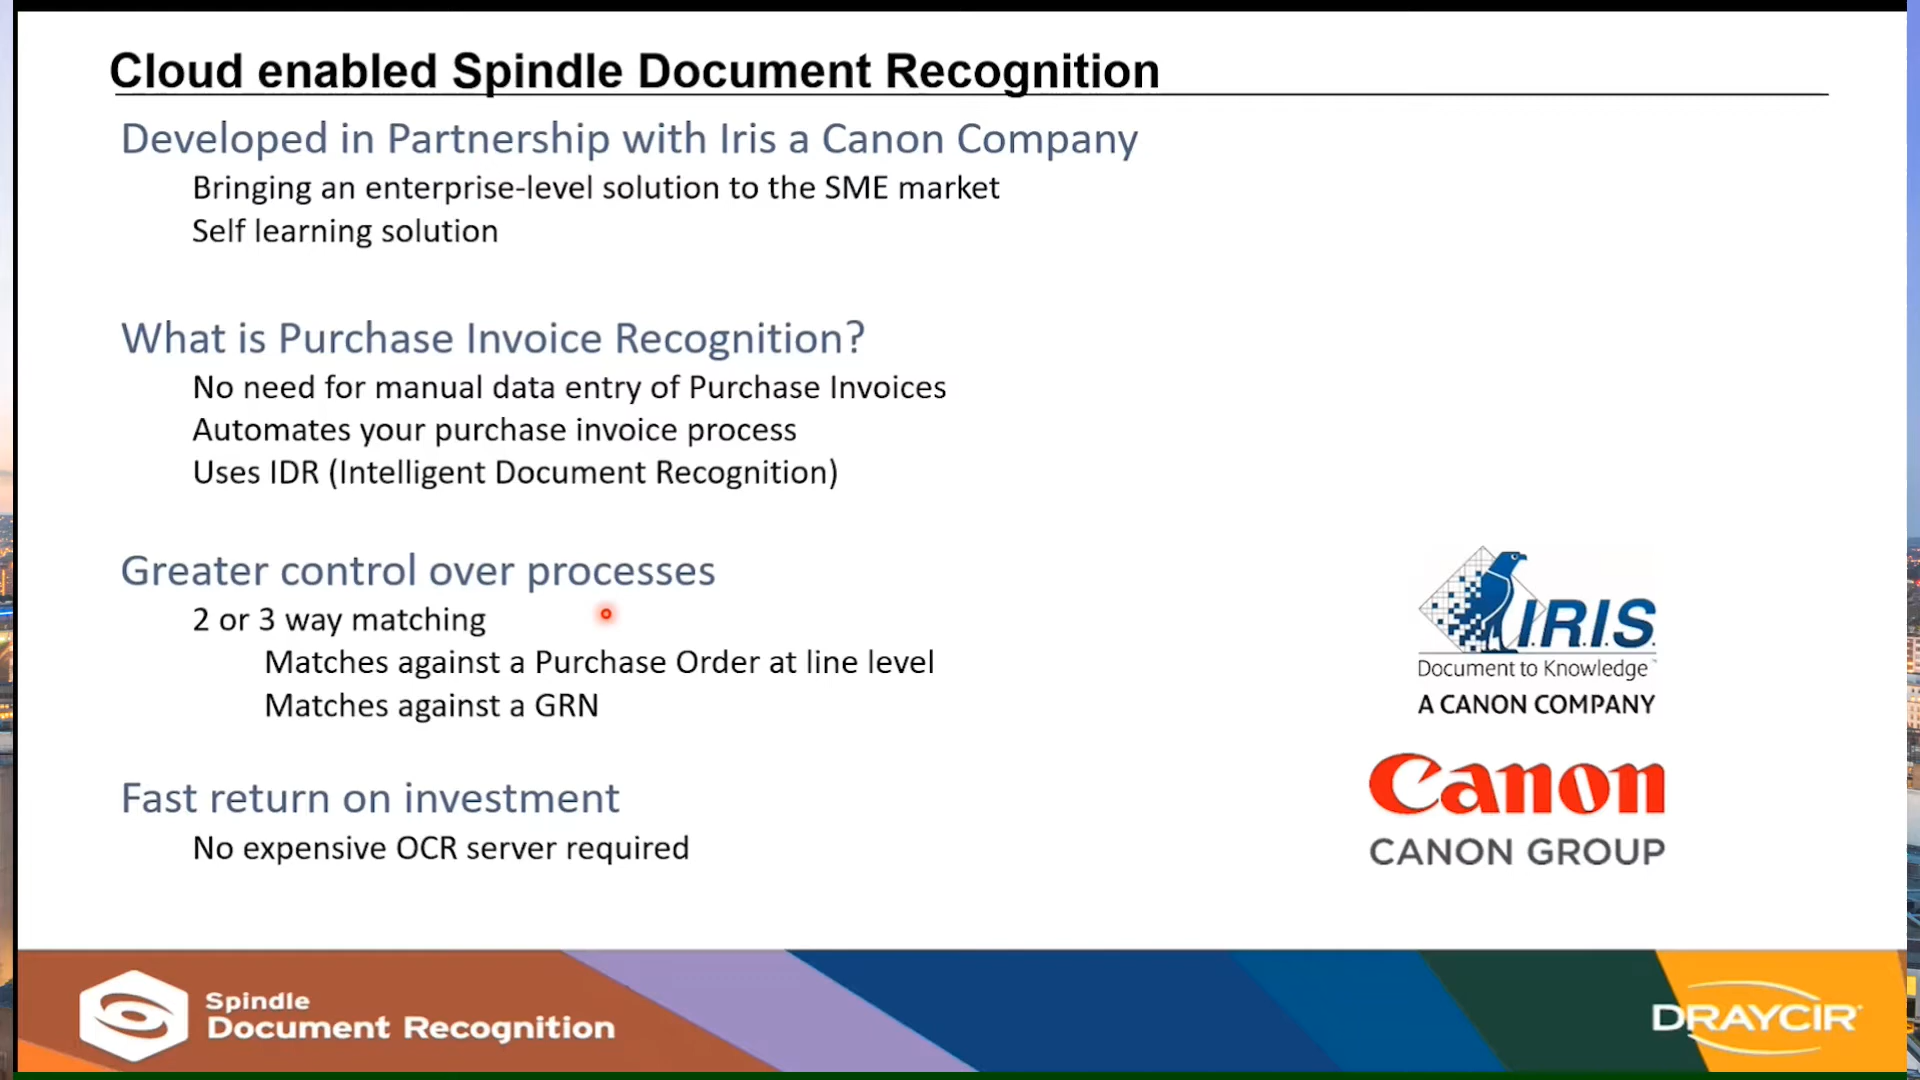 Cloud enabled Spindle Document Recognition
Developed in Partnership with Iris a Canon Company
Bringing an enterprise-level solution to the SME market
Self learning solution
What is Purchase Invoice Recognition?
No need for manual data entry of Purchase Invoices
Automates your purchase invoice process
Uses IDR (Intelligent Document Recognition)
Greater control over processes
2 or 3 way matching
Matches against a Purchase Order at line level
Matches against a GRN
Fast return on investment
No expensive OCR server required
I.R.I.S.
Document to Knowledge™
A CANON COMPANY
Canon
CANON GROUP
Spindle
Document Recognition
DRAYCIR